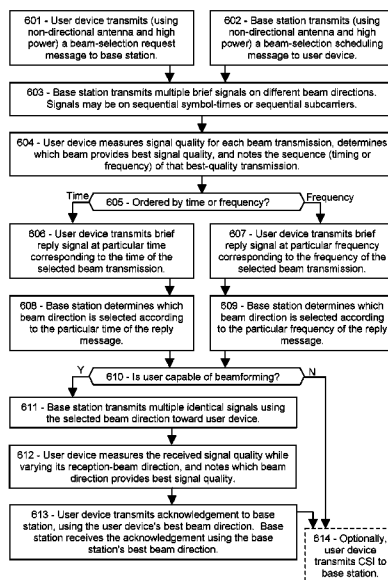 601 - User device transmits (using
non-directional antenna and high
power) a beam-selection request
message to base station.
602 - Base station transmits (using
non-directional antenna and high
power) a beam-selection scheduling
message to user device.
603 - Base station transmits multiple brief signals on different beam directions.
Signals may be on sequential symbol-times or sequential subcarriers.
604 - User device measures signal quality for each beam transmission, determines
which beam provides best signal quality, and notes the sequence (timing or
frequency) of that best-quality transmission.
Time
605 - Ordered by time or frequency?
Frequency
606 - User device transmits brief
reply signal at particular time
corresponding to the time of the
selected beam transmission.
607 - User device transmits brief
reply signal at particular frequency
corresponding to the frequency of the
selected beam transmission.
608 - Base station determines which
beam direction is selected according
to the particular time of the reply
message.
609 - Base station determines which
beam direction is selected according
to the particular frequency of the reply
message.
Y
610 - Is user capable of beamforming?
N
611 - Base station transmits multiple identical signals using
the selected beam direction toward user device.
612 - User device measures the received signal quality while
varying its reception-beam direction, and notes which beam
direction provides best signal quality.
613 - User device transmits acknowledgement to base
station, using the user device's best beam direction. Base
station receives the acknowledgement using the base
station's best beam direction.
614 - Optionally,
user device
transmits CSI to
base station.